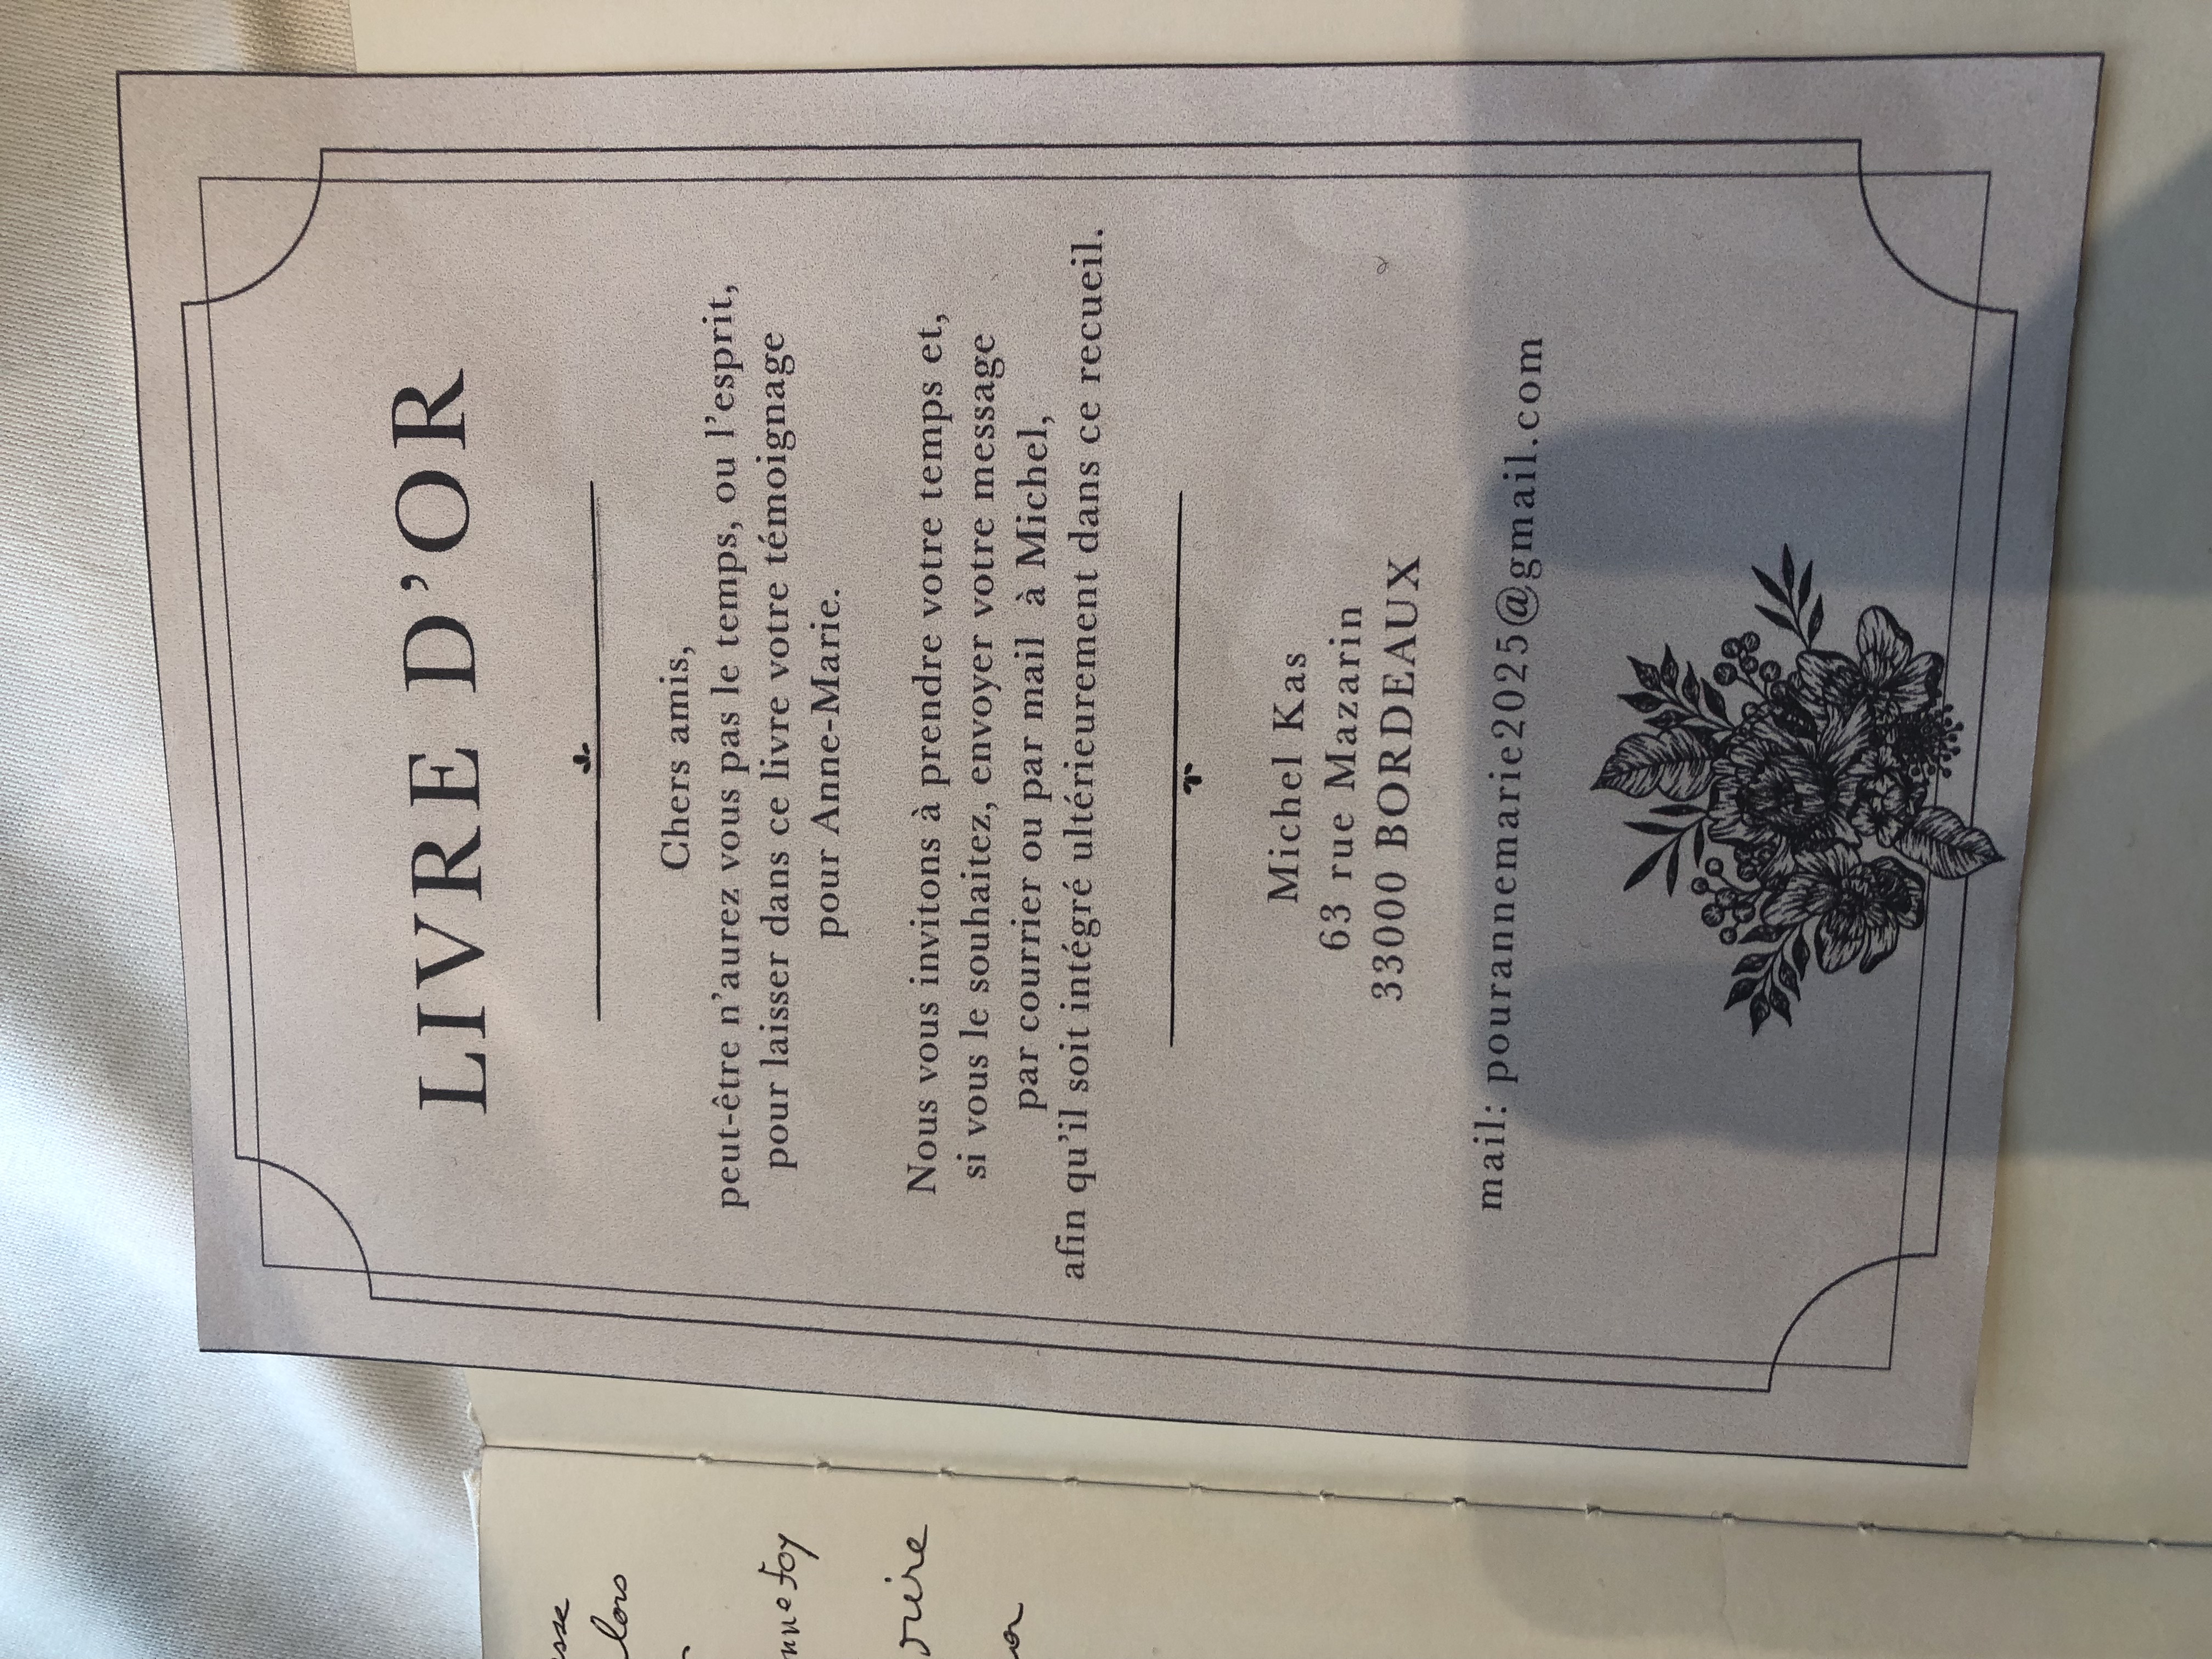 LIVRE D'OR
Chers amis,
peut-être n'aurez vous pas le temps, ou l'esprit,
pour laisser dans ce livre votre témoignage
pour Anne-Marie.
Nous vous invitons à prendre votre temps et,
si vous le souhaitez, envoyer votre message
par courrier ou par mail à Michel,
afin qu'il soit intégré ultérieurement dans ce recueil.
Michel Kas
63 rue Mazarin
33000 BORDEAUX
mail: pourannemarie2025@gmail.com
lors